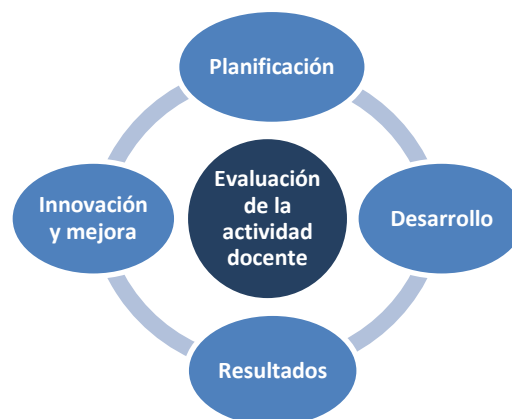 Planificación
Evaluación
de la
actividad
docente
Innovación
y mejora
Desarrollo
Resultados